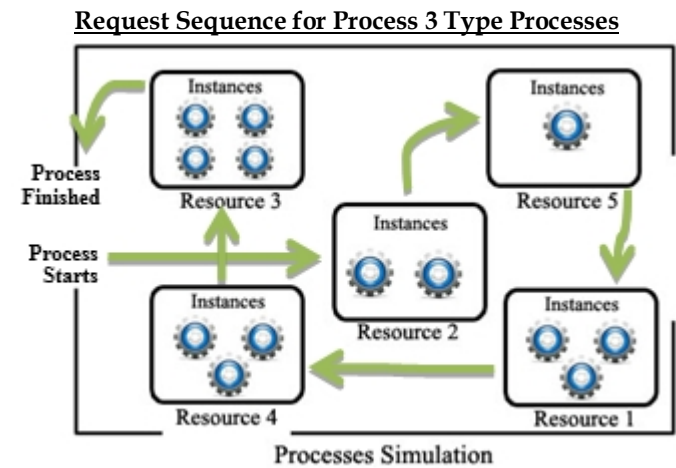 Request Sequence for Process 3 Type Processes
Instances
Resource 3
Instances
Resource 5
Process
Finished
Instances
Resource 2
Process
Starts
Instances
Resource 4
Instances
Resource 1
Processes Simulation